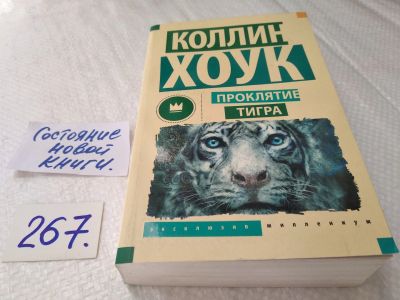 КОЛЛИН
ХОУК
ПРОКЛЯТИЕ
ТИГРА
эксклюзив миллениум
Состояние
новой
книги.
267.